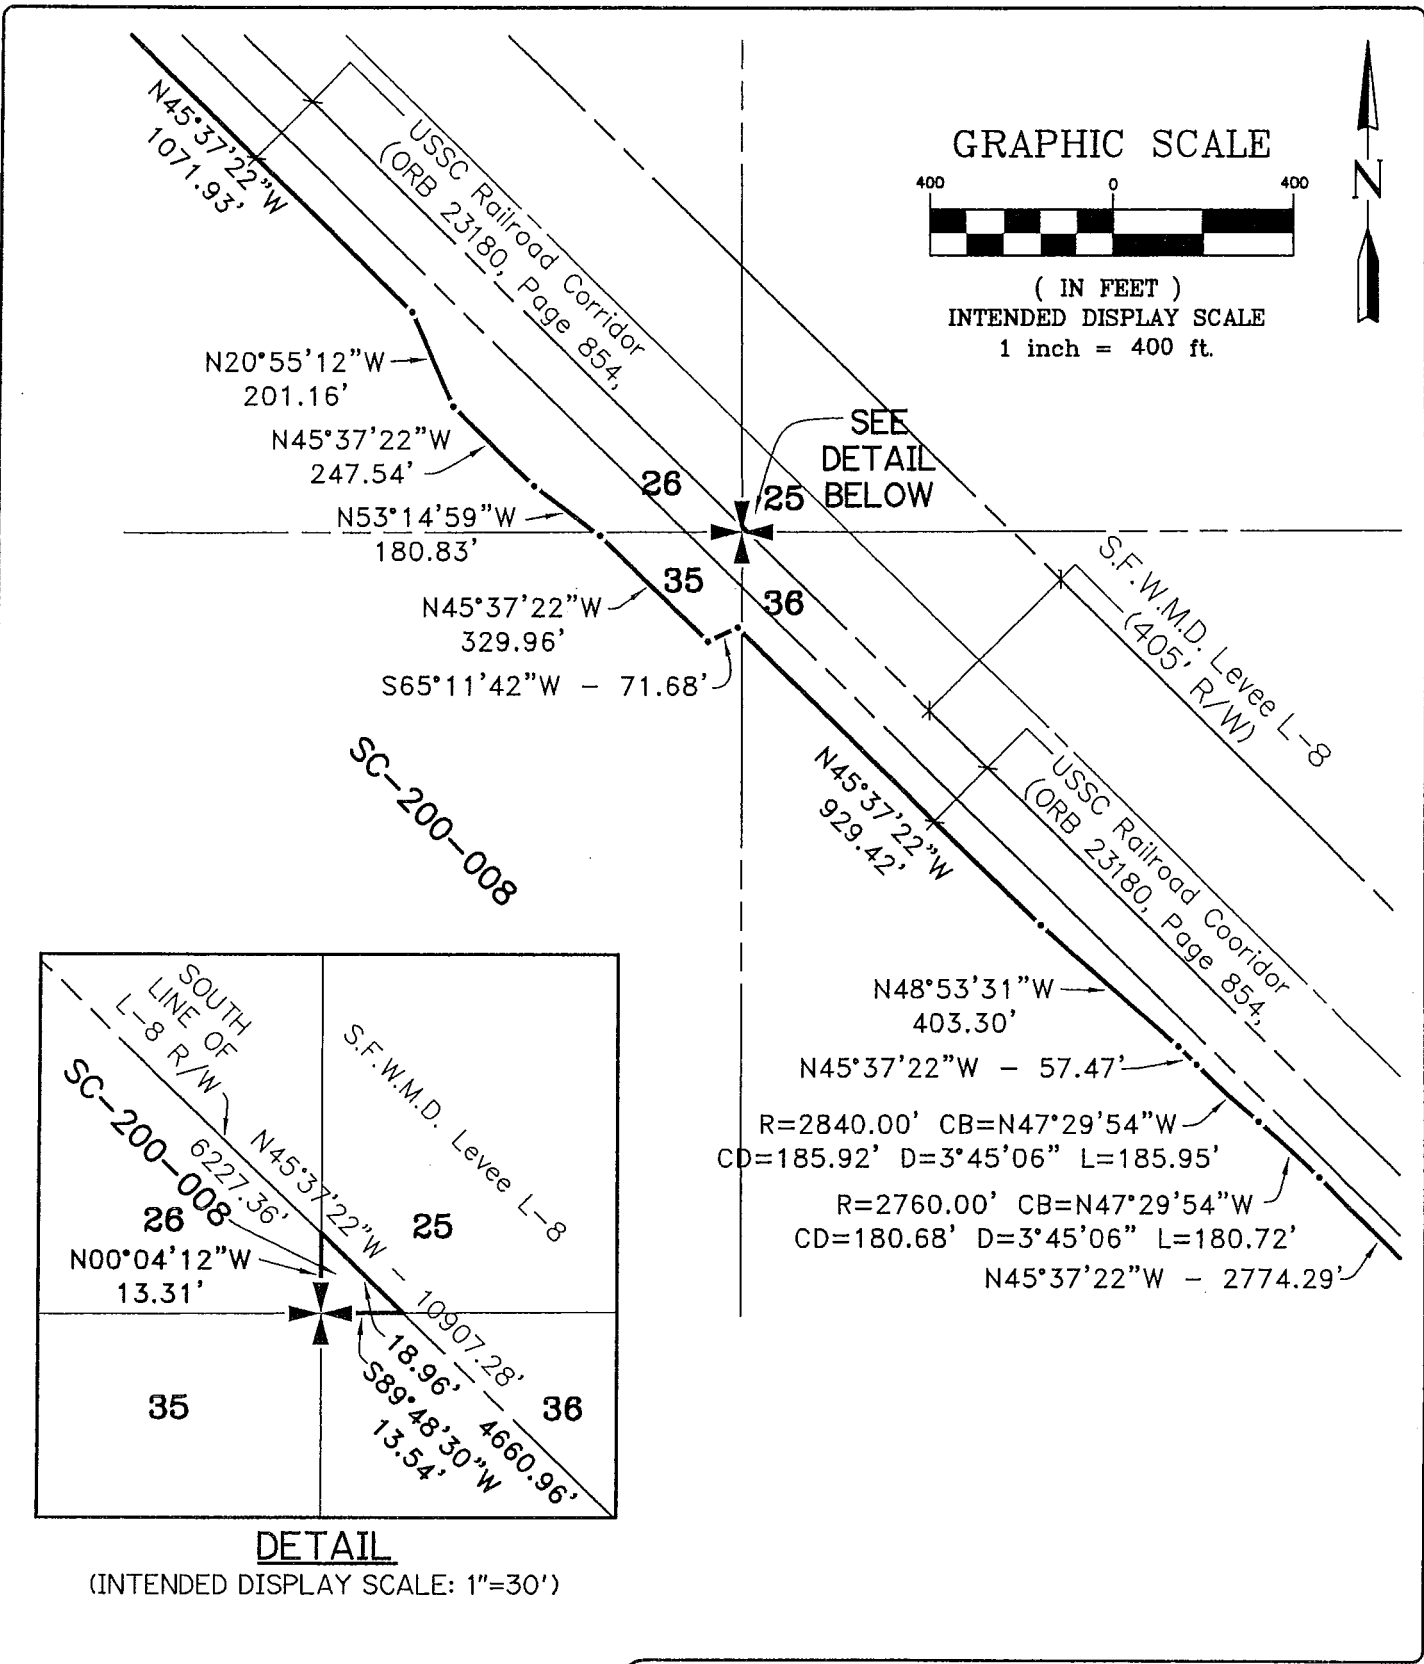 N45°37'22"W
1071.93'
USSC Railroad Corridor
(ORB 23180, Page 854,
GRAPHIC SCALE
400 0 400
( IN FEET )
INTENDED DISPLAY SCALE
1 inch = 400 ft.
N
N20°55'12"W
201.16'
N45°37'22"W
247.54'
N53°14'59"W
180.83'
N45°37'22"W
329.96'
S65°11'42"W - 71.68'
SEE
DETAIL
BELOW
26
25
35
36
S.F.W.M.D. Levee L-8
(405' R/W)
USSC Railroad Cooridor
(ORB 23180, Page 854,
N45°37'22"W
929.42'
SC-200-008
N48°53'31"W
403.30'
N45°37'22"W - 57.47'
R=2840.00' CB=N47°29'54"W
CD=185.92' D=3°45'06" L=185.95'
R=2760.00' CB=N47°29'54"W
CD=180.68' D=3°45'06" L=180.72'
N45°37'22"W - 2774.29'
SOUTH
LINE OF
L-8 R/W
S.F.W.M.D. Levee L-8
SC-200-008
6227.36'
N45°37'22"W - 10907.28'
26
25
N00°04'12"W
13.31'
18.96'
4660.96'
S89°48'30"W
13.54'
35
36
DETAIL
(INTENDED DISPLAY SCALE: 1"=30')